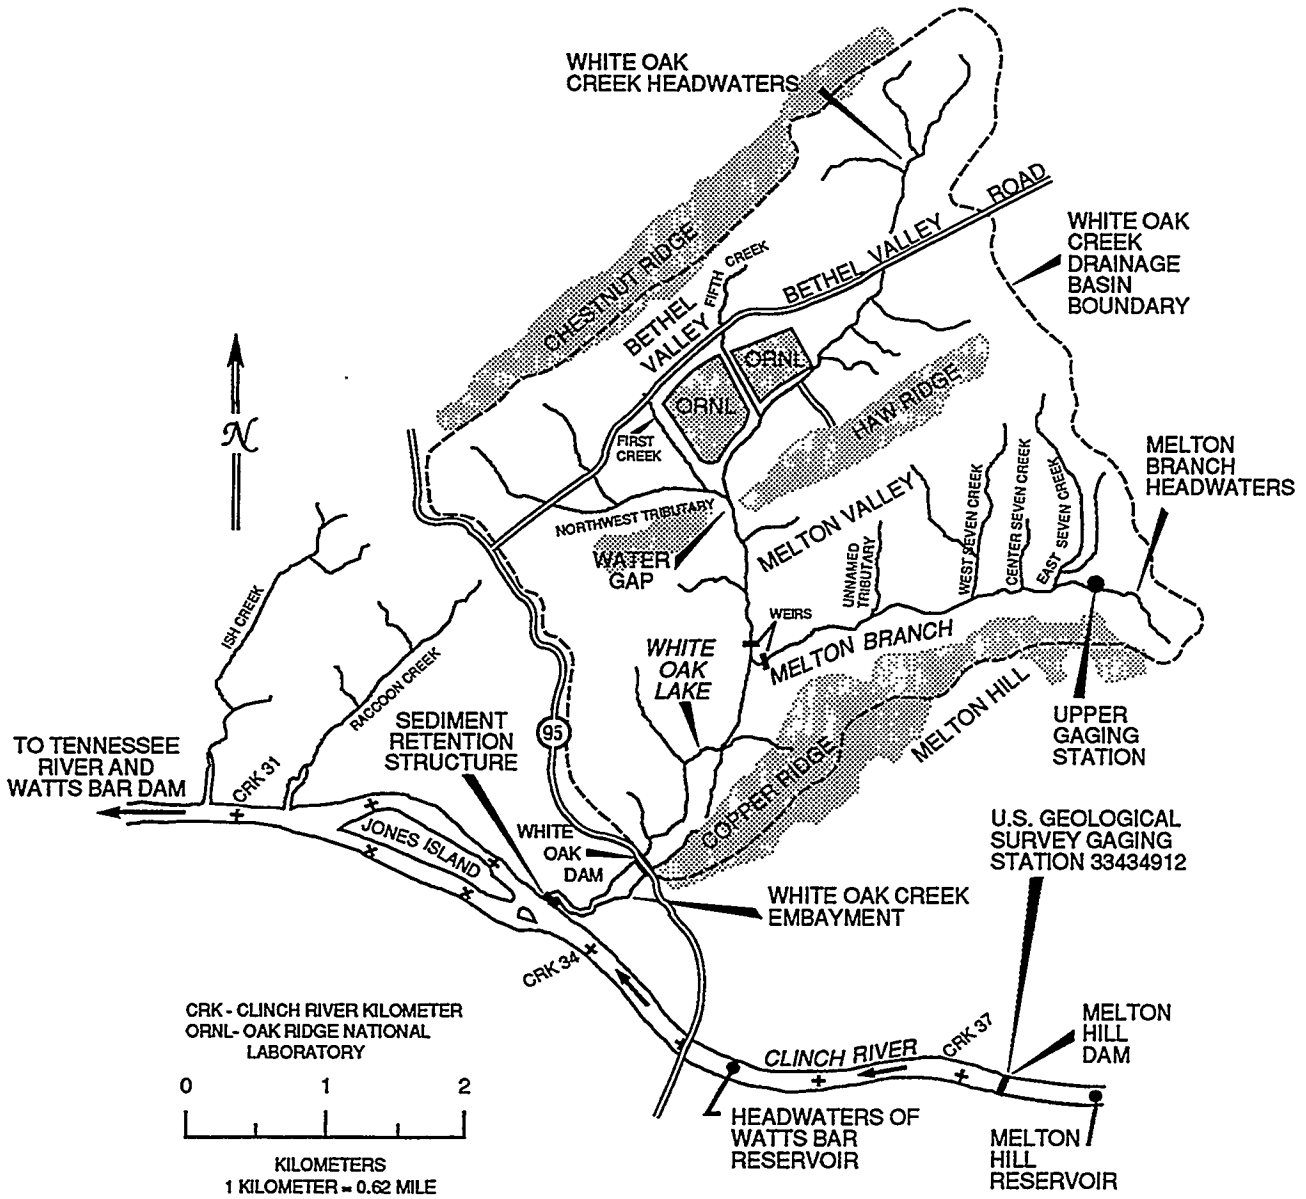 WHITE OAK
CREEK HEADWATERS
BETHEL VALLEY ROAD
WHITE OAK
CREEK
DRAINAGE
BASIN
BOUNDARY
CHESTNUT RIDGE
BETHEL
VALLEY
FIFTH CREEK
ORNL
ORNL
HAW RIDGE
N
FIRST
CREEK
MELTON
BRANCH
HEADWATERS
NORTHWEST TRIBUTARY
MELTON VALLEY
WEST SEVEN CREEK
CENTER SEVEN CREEK
EAST SEVEN CREEK
WATER
GAP
UNNAMED
TRIBUTARY
ISH CREEK
WEIRS
MELTON BRANCH
WHITE
OAK
LAKE
RACCOON CREEK
MELTON HILL
SEDIMENT
RETENTION
STRUCTURE
95
UPPER
GAGING
STATION
TO TENNESSEE
RIVER AND
WATTS BAR DAM
CRK 31
COPPER RIDGE
JONES ISLAND
WHITE
OAK
DAM
U.S. GEOLOGICAL
SURVEY GAGING
STATION 33434912
WHITE OAK CREEK
EMBAYMENT
CRK 34
CRK - CLINCH RIVER KILOMETER
ORNL- OAK RIDGE NATIONAL
LABORATORY
CLINCH RIVER
CRK 37
MELTON
HILL
DAM
0 1 2
KILOMETERS
1 KILOMETER = 0.62 MILE
HEADWATERS OF
WATTS BAR
RESERVOIR
MELTON
HILL
RESERVOIR